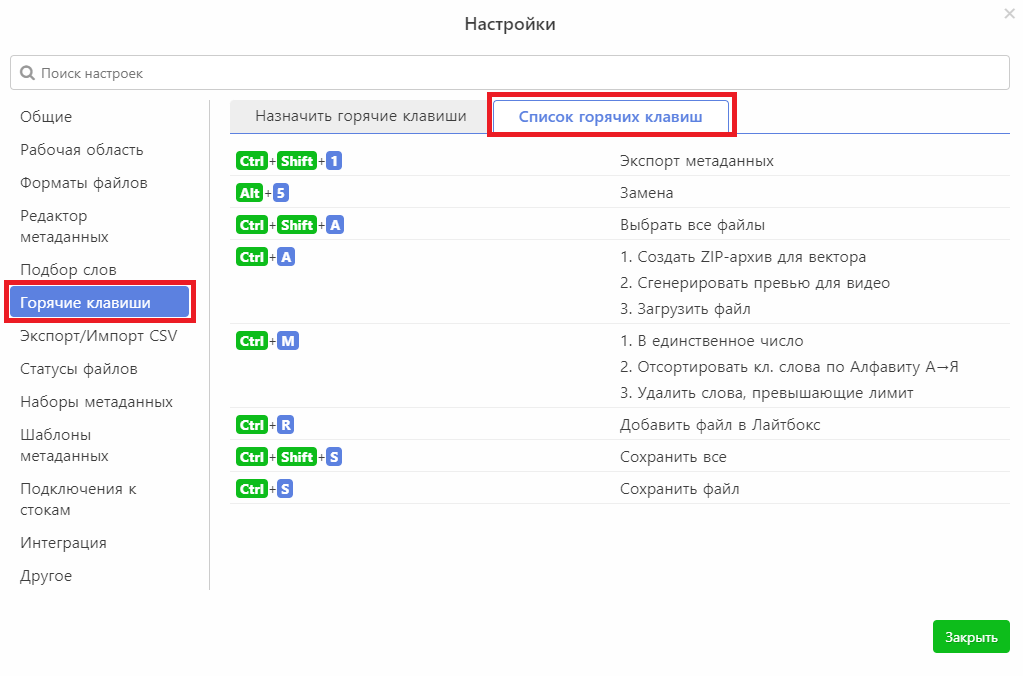 Настройки
Поиск настроек
Общие
Рабочая область
Форматы файлов
Редактор
метаданных
Подбор слов
Горячие клавиши
Экспорт/Импорт CSV
Статусы файлов
Наборы метаданных
Шаблоны
метаданных
Подключения к
стокам
Интеграция
Другое
Назначить горячие клавиши
Список горячих клавиш
Ctrl+Shift+1 Экспорт метаданных
Alt+5 Замена
Ctrl+Shift+A Выбрать все файлы
Ctrl+A 1. Создать ZIP-архив для вектора
2. Сгенерировать превью для видео
3. Загрузить файл
Ctrl+M 1. В единственное число
2. Отсортировать кл. слова по Алфавиту А→Я
3. Удалить слова, превышающие лимит
Ctrl+R Добавить файл в Лайтбокс
Ctrl+Shift+S Сохранить все
Ctrl+S Сохранить файл
Закрыть